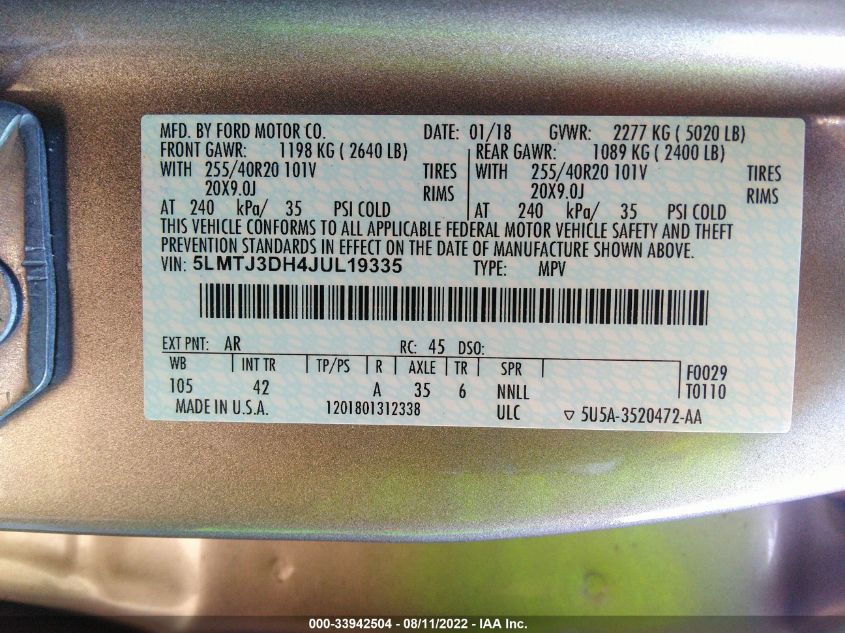 MFD. BY FORD MOTOR CO. DATE: 01/18 GVWR: 2277 KG ( 5020 LB)
FRONT GAWR: 1198 KG ( 2640 LB) REAR GAWR: 1089 KG ( 2400 LB)
WITH 255/40R20 101V TIRES WITH 255/40R20 101V TIRES
20X9.0J RIMS 20X9.0J RIMS
AT 240 kPa/ 35 PSI COLD AT 240 kPa/ 35 PSI COLD
THIS VEHICLE CONFORMS TO ALL APPLICABLE FEDERAL MOTOR VEHICLE SAFETY AND THEFT
PREVENTION STANDARDS IN EFFECT ON THE DATE OF MANUFACTURE SHOWN ABOVE.
VIN: 5LMTJ3DH4JUL19335 TYPE: MPV
EXT PNT: AR RC: 45 DSO:
WB INT TR TP/PS R AXLE TR SPR F0029
105 42 A 35 6 NNLL T0110
MADE IN U.S.A. 1201801312338 ULC ▽ 5U5A-3520472-AA
000-33942504 - 08/11/2022 - IAA Inc.